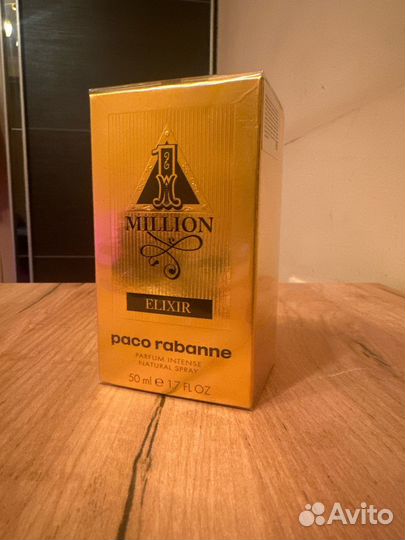 1
MILLION
ELIXIR
paco rabanne
PARFUM INTENSE
NATURAL SPRAY
50 ml e 1.7 FL OZ
Avito